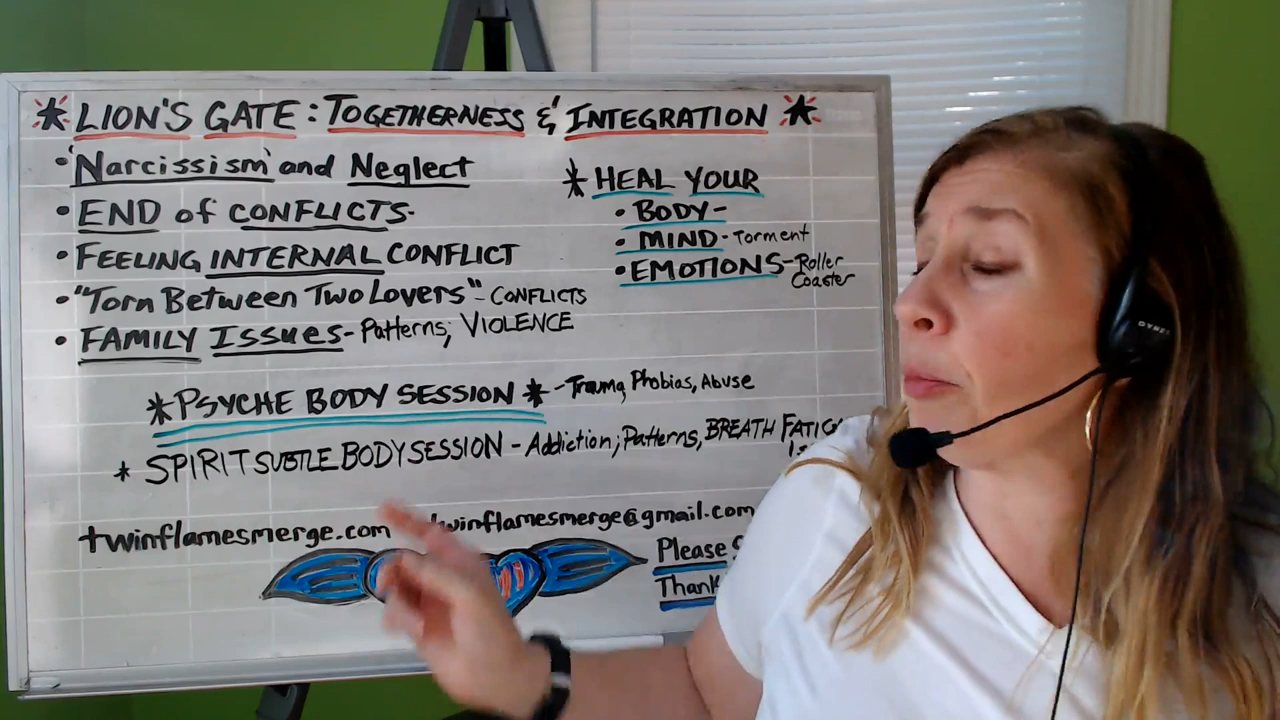 * LION'S GATE: TOGETHERNESS & INTEGRATION *
• 'Narcissism' and Neglect
• END of CONFLICTS-
• FEELING INTERNAL CONFLICT
• "Torn Between Two Lovers" - CONFLICTS
• FAMILY ISSUES - Patterns; VIOLENCE
* HEAL YOUR
• BODY -
• MIND - Torment
• EMOTIONS - Roller
Coaster
* PSYCHE BODY SESSION * - Trauma, Phobias, Abuse
* SPIRIT SUBTLE BODY SESSION - Addiction; Patterns, BREATH
twinflamesmerge.com twinflamesmerge@gmail.com
Please
Thank